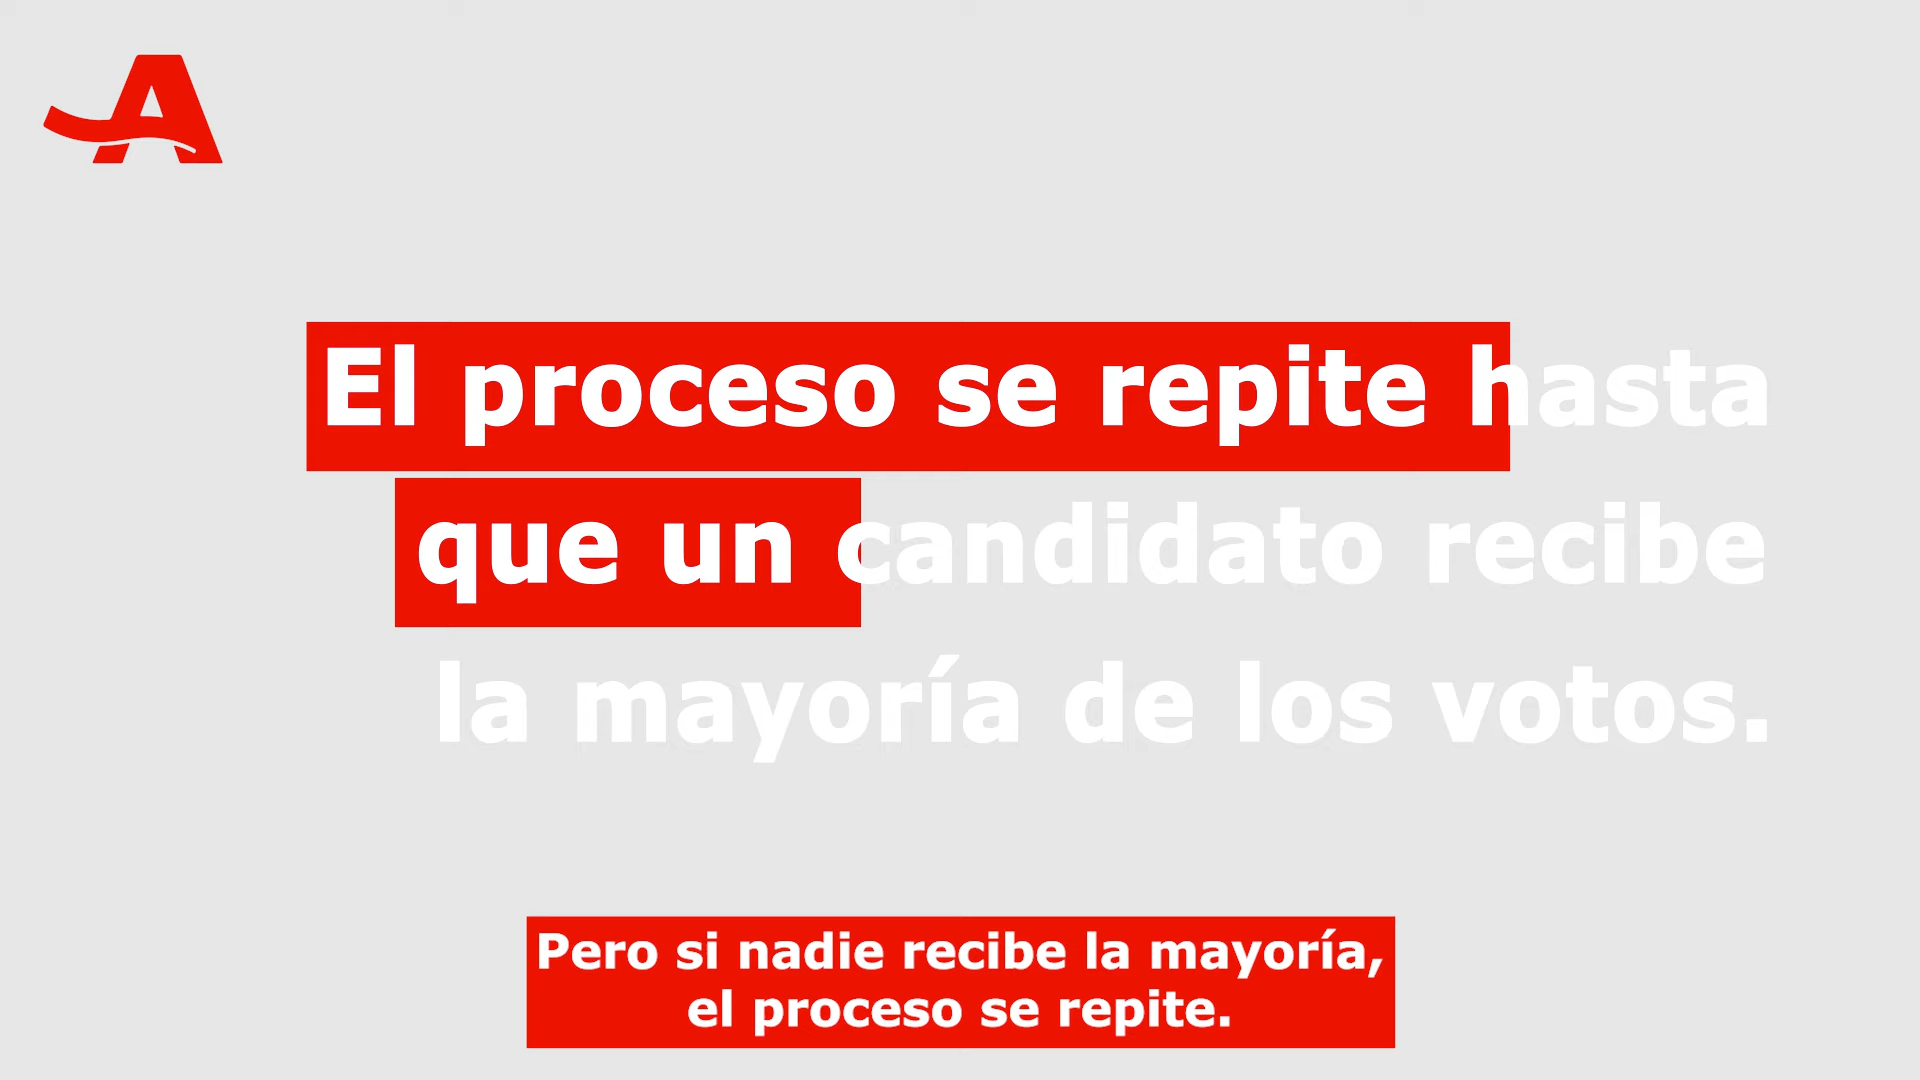 El proceso se repite hasta
que un candidato recibe
la mayoría de los votos.
Pero si nadie recibe la mayoría,
el proceso se repite.